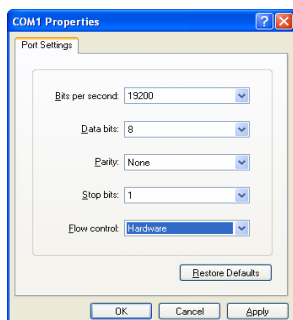 COM1 Properties
Port Settings
Bits per second: 19200
Data bits: 8
Parity: None
Stop bits: 1
Flow control: Hardware
Restore Defaults
OK Cancel Apply